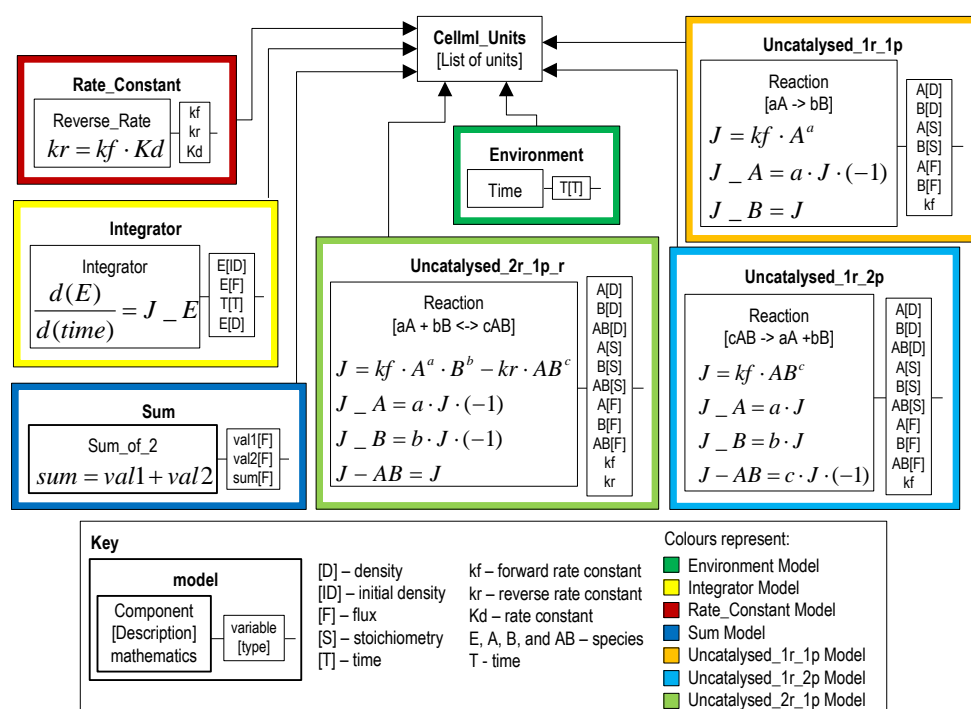 Cellml_Units
[List of units]
Rate_Constant
Reverse_Rate
kr = kf · Kd
kf
kr
Kd
Integrator
Integrator
d(E)
d(time)
= J _ E
E[ID]
E[F]
T[T]
E[D]
Sum
Sum_of_2
sum = val1 + val2
val1[F]
val2[F]
sum[F]
Environment
Time
T[T]
Uncatalysed_2r_1p_r
Reaction
[aA + bB <-> cAB]
J = kf · A^a · B^b − kr · AB^c
J _ A = a · J · (−1)
J _ B = b · J · (−1)
J − AB = J
A[D]
B[D]
AB[D]
A[S]
B[S]
AB[S]
A[F]
B[F]
AB[F]
kf
kr
Uncatalysed_1r_1p
Reaction
[aA -> bB]
J = kf · A^a
J _ A = a · J · (−1)
J _ B = J
A[D]
B[D]
A[S]
B[S]
A[F]
B[F]
kf
Uncatalysed_1r_2p
Reaction
[cAB -> aA +bB]
J = kf · AB^c
J _ A = a · J
J _ B = b · J
J − AB = c · J · (−1)
A[D]
B[D]
AB[D]
A[S]
B[S]
AB[S]
A[F]
B[F]
AB[F]
kf
Key
model
Component
[Description]
mathematics
variable
[type]
[D] – density
[ID] – initial density
[F] – flux
[S] – stoichiometry
[T] – time
kf – forward rate constant
kr – reverse rate constant
Kd – rate constant
E, A, B, and AB – species
T - time
Colours represent:
Environment Model
Integrator Model
Rate_Constant Model
Sum Model
Uncatalysed_1r_1p Model
Uncatalysed_1r_2p Model
Uncatalysed_2r_1p Model